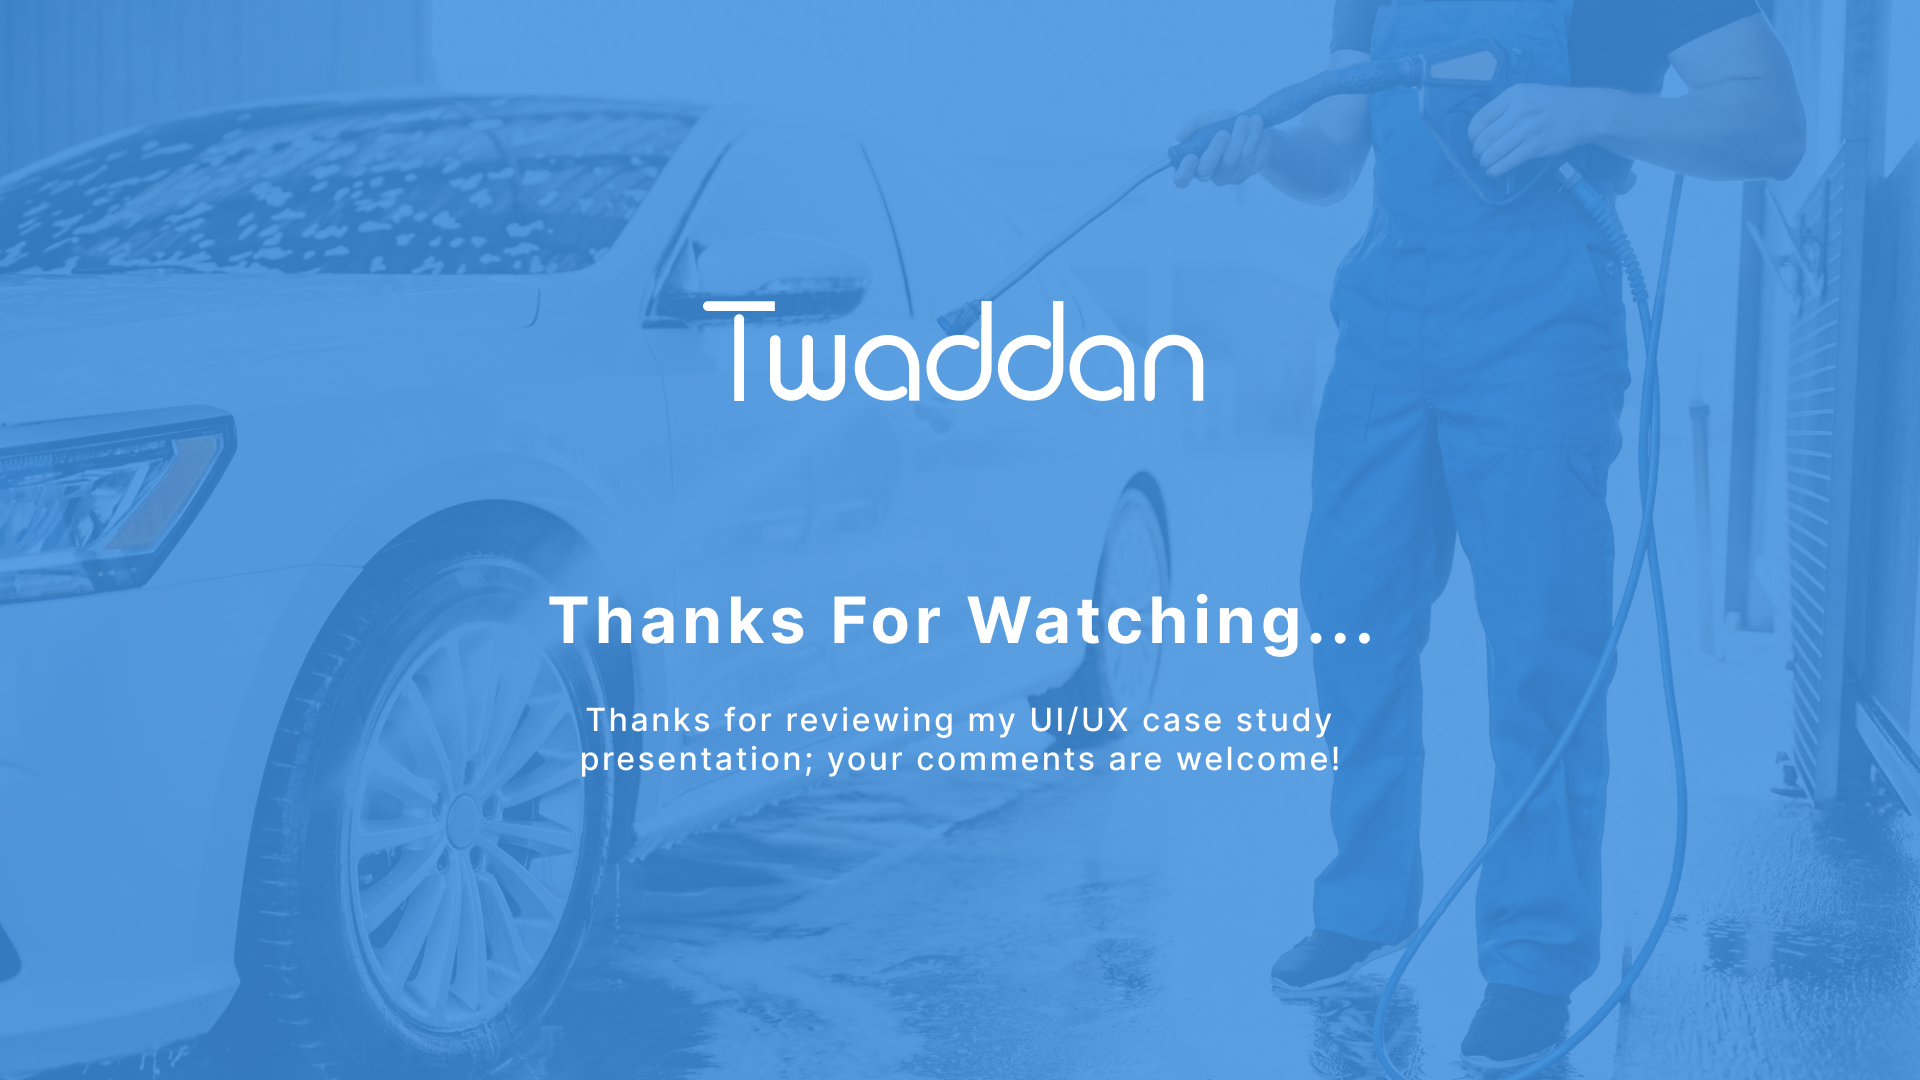 Twaddan
Thanks For Watching...
Thanks for reviewing my UI/UX case study
presentation; your comments are welcome!